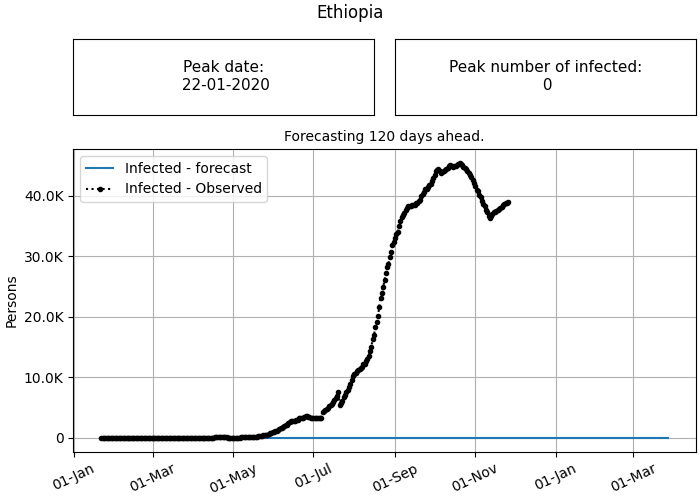 Ethiopia
Peak date:
22-01-2020
Peak number of infected:
0
Forecasting 120 days ahead.
Infected - forecast
Infected - Observed
Persons
40.0K
30.0K
20.0K
10.0K
0
01-Jan
01-Mar
01-May
01-Jul
01-Sep
01-Nov
01-Jan
01-Mar